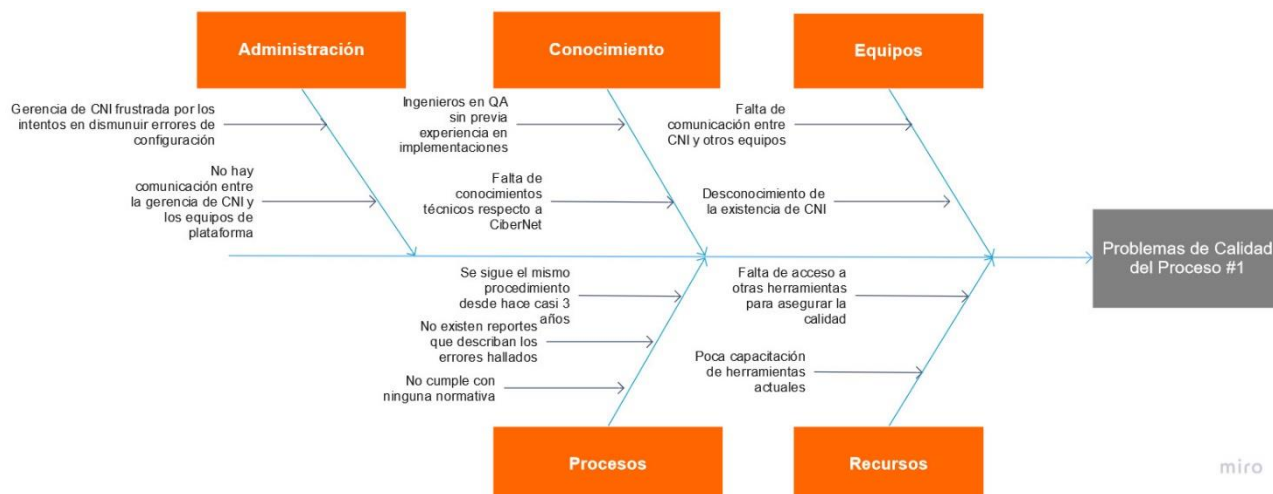 Administración
Conocimiento
Equipos
Gerencia de CNI frustrada por los
intentos en dismunuir errores de
configuración
No hay
comunicación entre
la gerencia de CNI y
los equipos de
plataforma
Ingenieros en QA
sin previa
experiencia en
implementaciones
Falta de
conocimientos
técnicos respecto a
CiberNet
Falta de
comunicación entre
CNI y otros equipos
Desconocimiento de
la existencia de CNI
Problemas de Calidad
del Proceso #1
Se sigue el mismo
procedimiento
desde hace casi 3
años
No existen reportes
que describan los
errores hallados
No cumple con
ninguna normativa
Falta de acceso a
otras herramientas
para asegurar la
calidad
Poca capacitación
de herramientas
actuales
Procesos
Recursos
miro